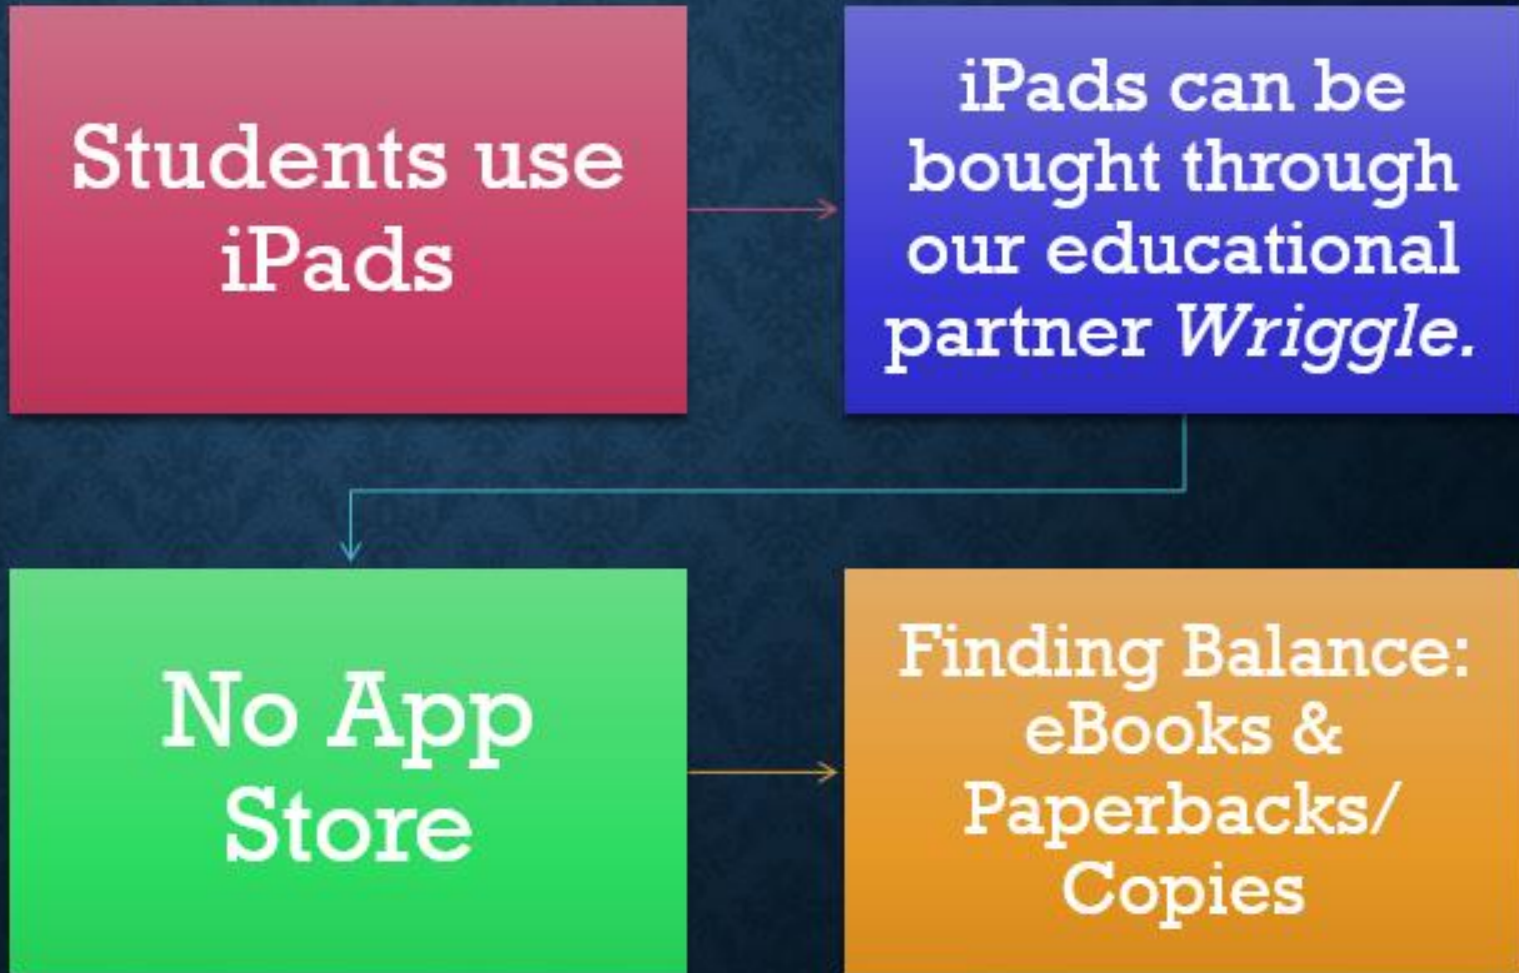 Students use
iPads
iPads can be
bought through
our educational
partner Wriggle.
No App
Store
Finding Balance:
eBooks &
Paperbacks/
Copies